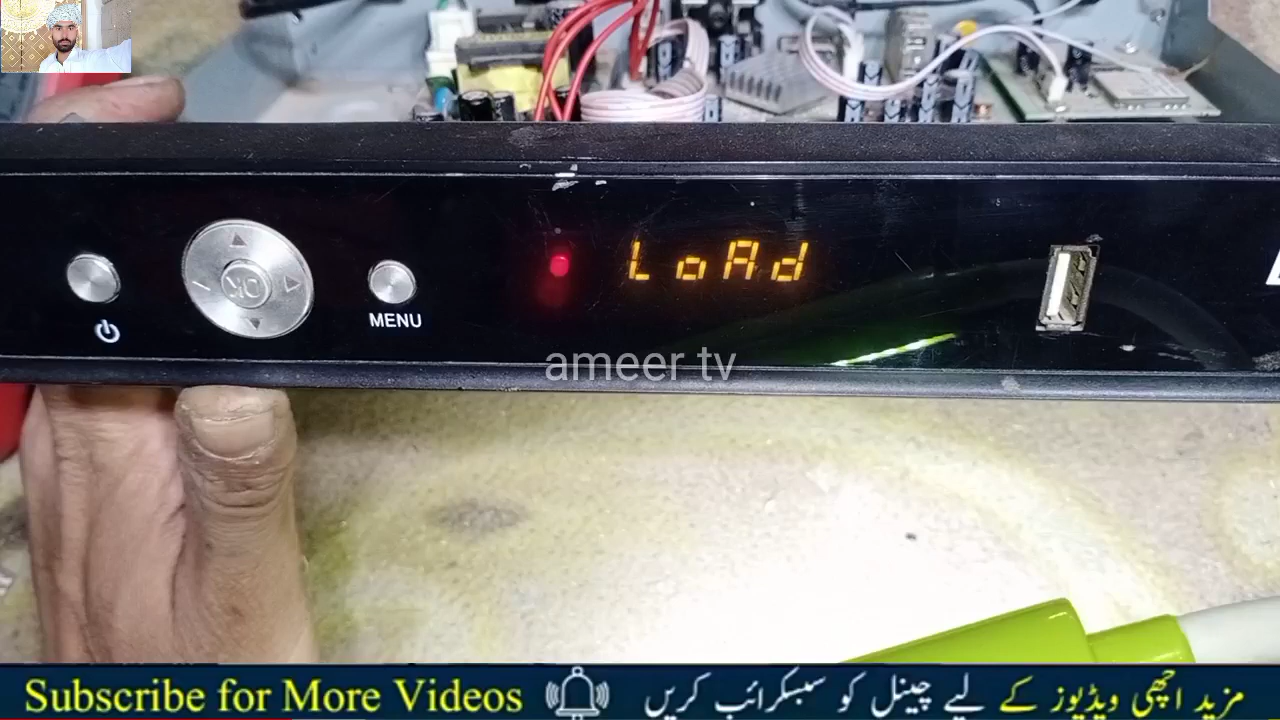 LoAd
OK
MENU
ameer tv
Subscribe for More Videos
مزید اچھی ویڈیوز کے لیے چینل کو سبسکرائب کریں